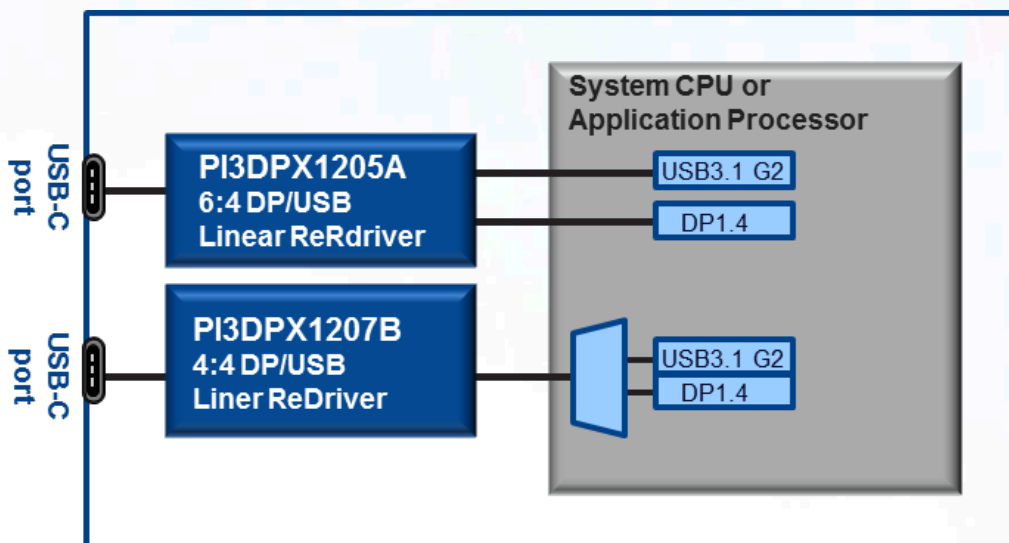 System CPU or
Application Processor
USB-C
port
PI3DPX1205A
6:4 DP/USB
Linear ReRdriver
USB3.1 G2
DP1.4
USB-C
port
PI3DPX1207B
4:4 DP/USB
Liner ReDriver
USB3.1 G2
DP1.4